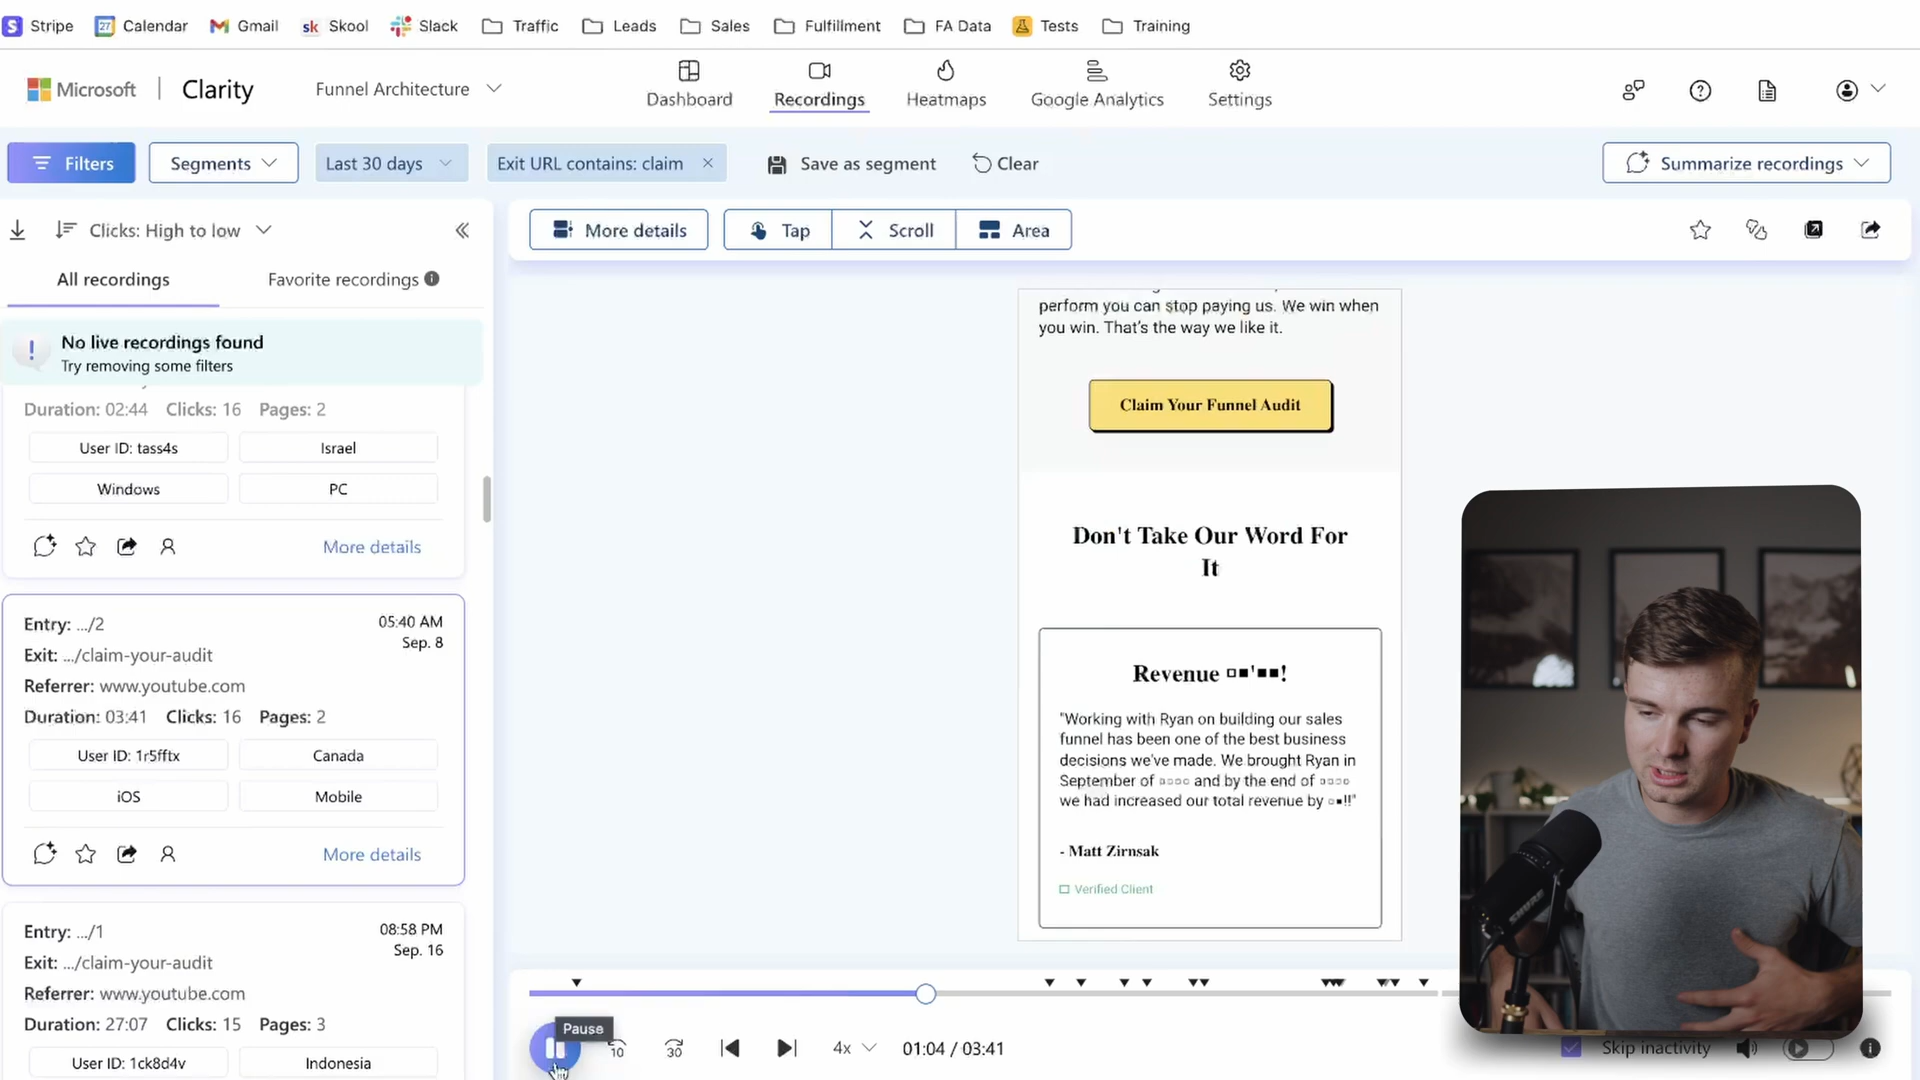 Stripe
27 Calendar
Gmail
sk Skool
Slack
Traffic
Leads
Sales
Fulfillment
FA Data
Tests
Training
Microsoft | Clarity
Funnel Architecture
Dashboard
Recordings
Heatmaps
Google Analytics
Settings
Filters
Segments
Last 30 days
Exit URL contains: claim
Save as segment
Clear
Summarize recordings
Clicks: High to low
All recordings
Favorite recordings
No live recordings found
Try removing some filters
Duration: 02:44 Clicks: 16 Pages: 2
User ID: tass4s
Israel
Windows
PC
More details
Entry: .../2
05:40 AM
Sep. 8
Exit: .../claim-your-audit
Referrer: www.youtube.com
Duration: 03:41 Clicks: 16 Pages: 2
User ID: 1r5fftx
Canada
iOS
Mobile
More details
Entry: .../1
08:58 PM
Sep. 16
Exit: .../claim-your-audit
Referrer: www.youtube.com
Duration: 27:07 Clicks: 15 Pages: 3
User ID: 1ck8d4v
Indonesia
More details
Tap
Scroll
Area
perform you can stop paying us. We win when
you win. That's the way we like it.
Claim Your Funnel Audit
Don't Take Our Word For
It
Revenue □■'■■!
"Working with Ryan on building our sales
funnel has been one of the best business
decisions we've made. We brought Ryan in
September of □□□□ and by the end of □□□□
we had increased our total revenue by □■!!"
- Matt Zirnsak
Verified Client
Pause
10
30
4x
01:04 / 03:41
Skip inactivity
SHURE